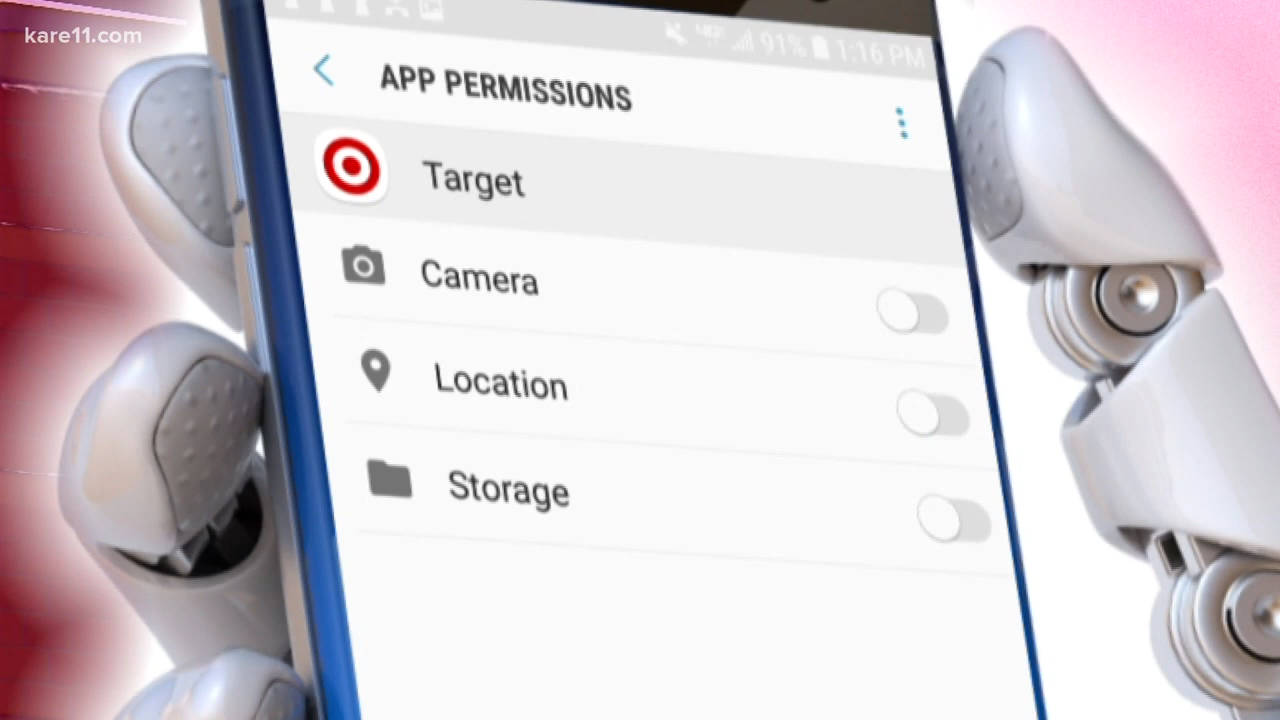 kare11.com
91% 1:16 PM
APP PERMISSIONS
Target
Camera
Location
Storage